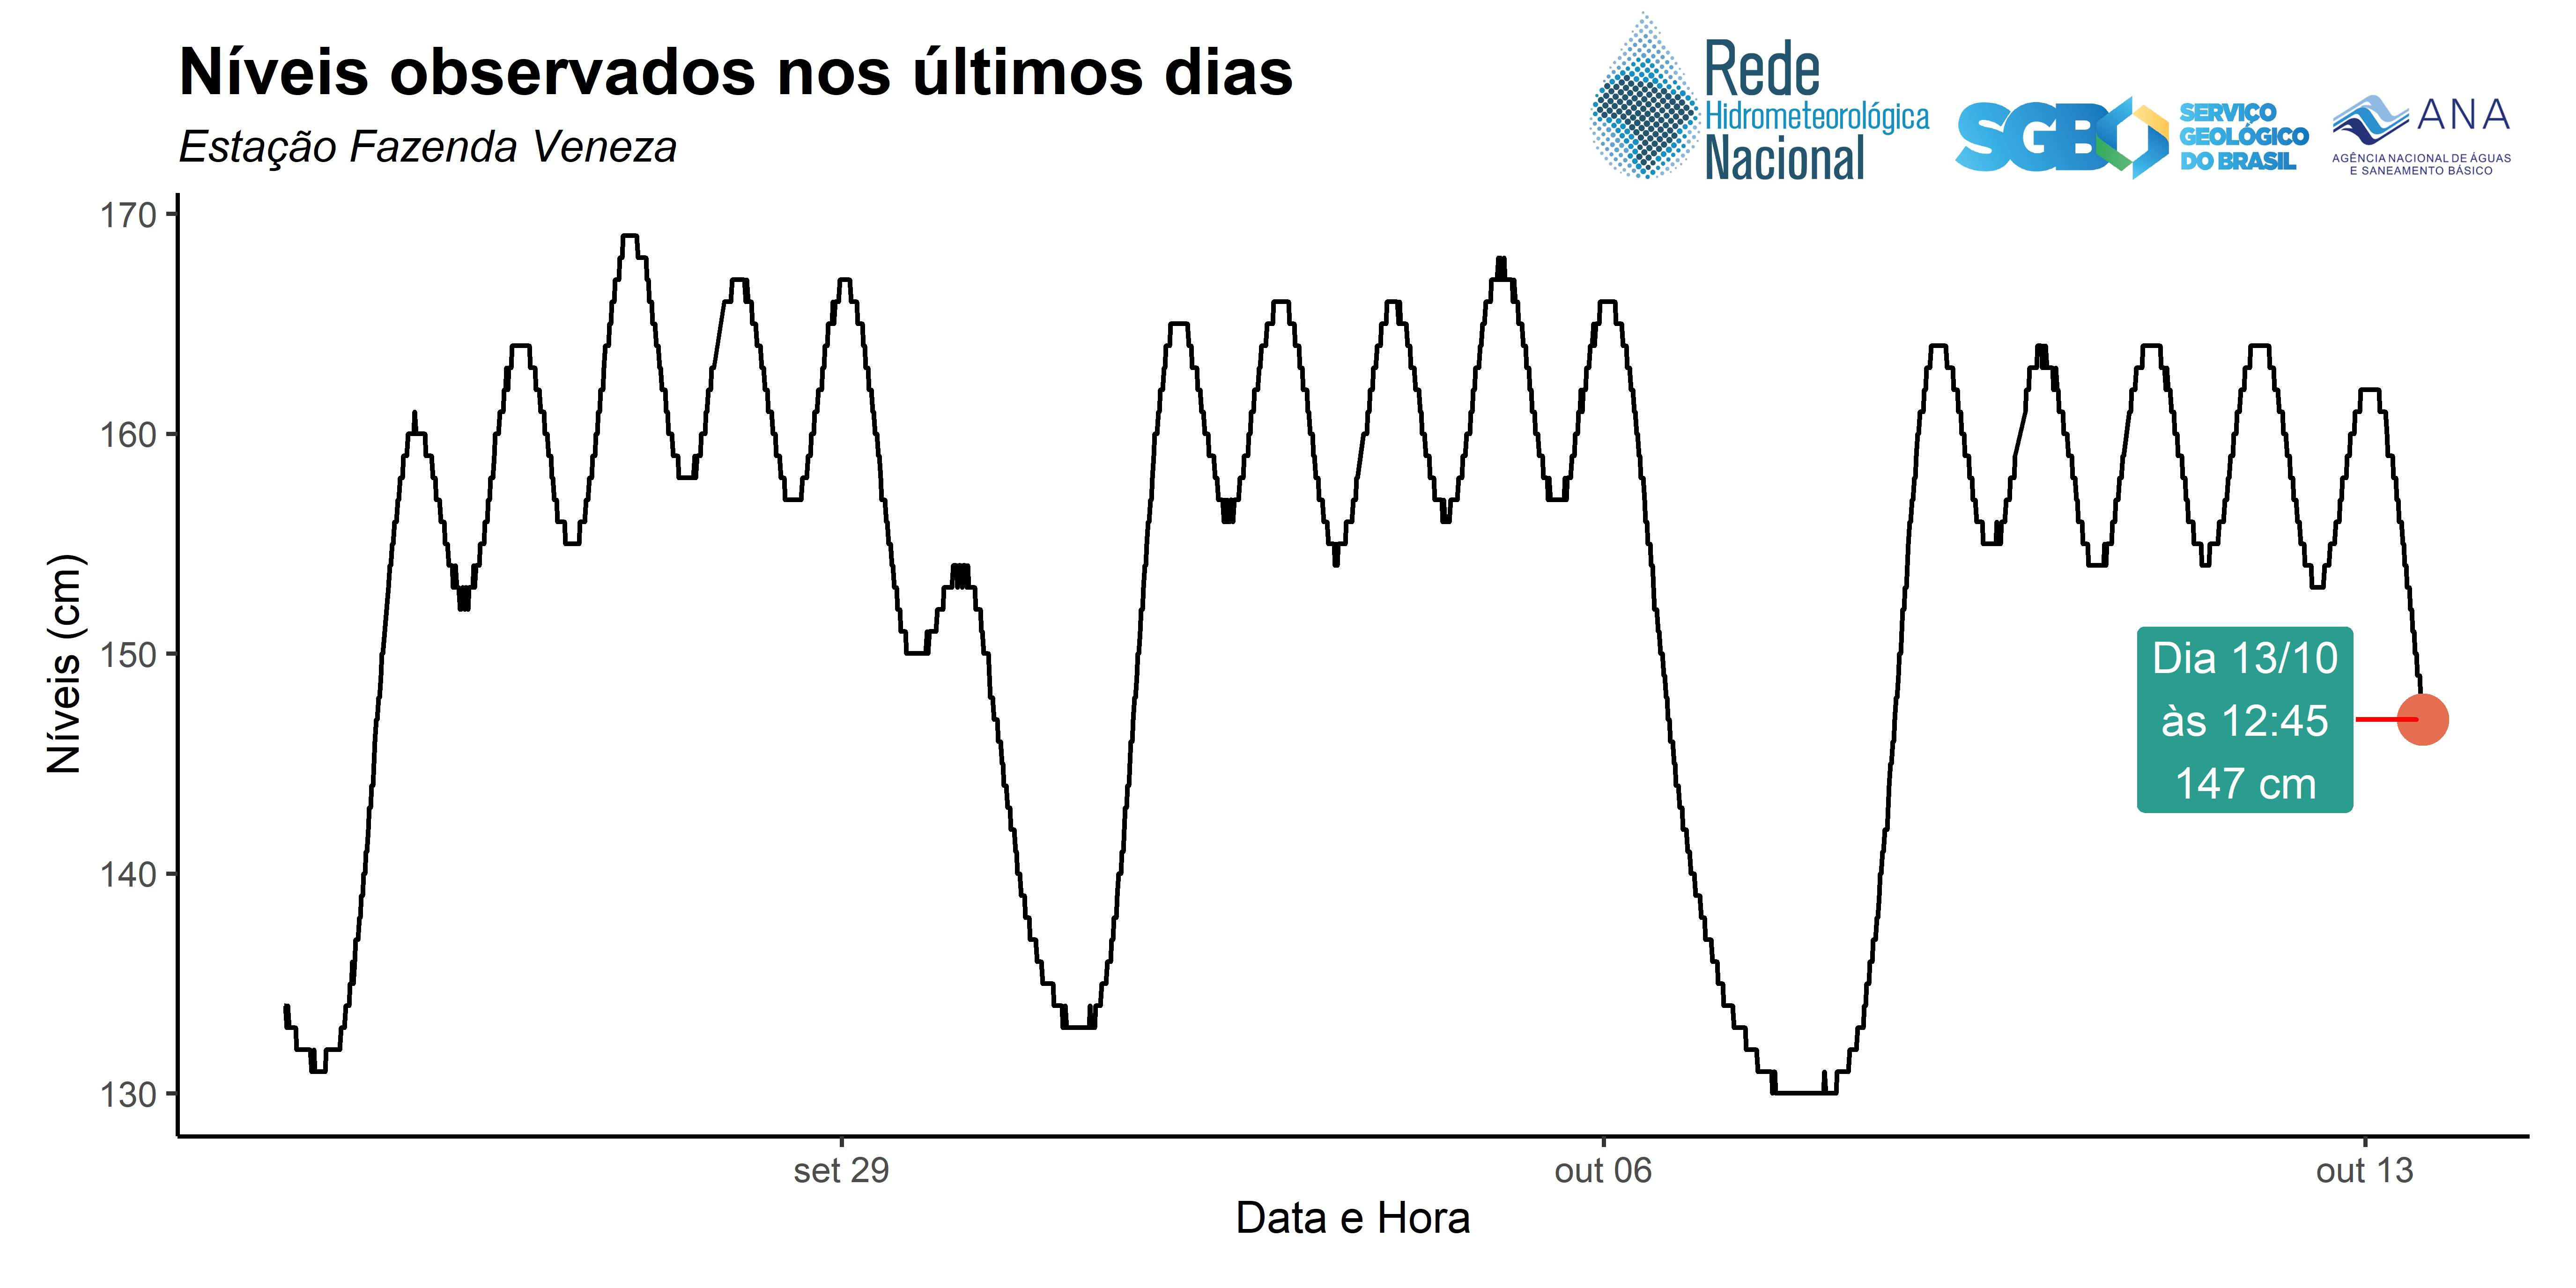 Níveis observados nos últimos dias
Estação Fazenda Veneza
Rede
Hidrometeorológica
Nacional
SGB
SERVIÇO
GEOLÓGICO
DO BRASIL
ANA
AGÊNCIA NACIONAL DE ÁGUAS
E SANEAMENTO BÁSICO
170
160
150
140
130
Níveis (cm)
Dia 13/10
às 12:45
147 cm
set 29
out 06
out 13
Data e Hora